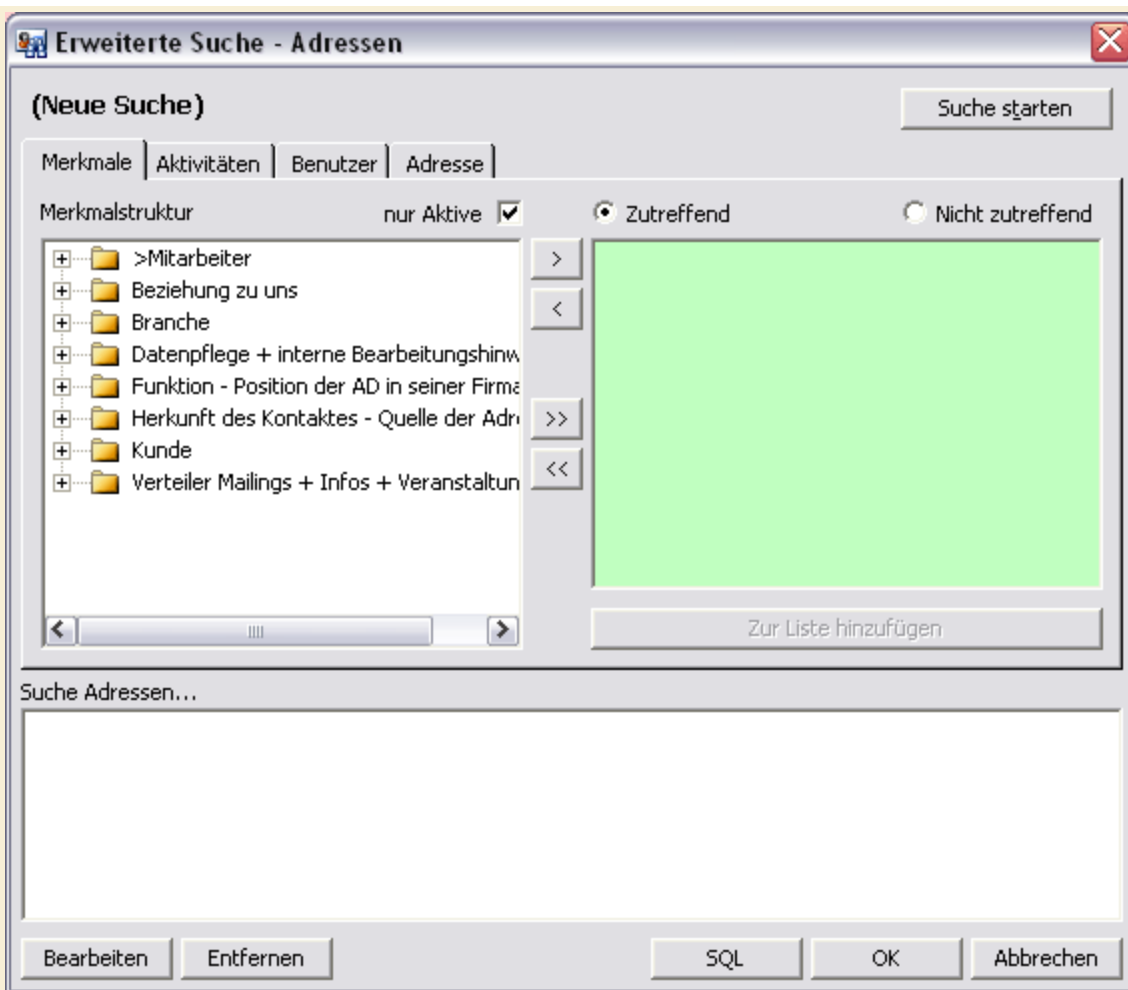 Erweiterte Suche - Adressen
(Neue Suche)
Suche starten
Merkmale Aktivitäten Benutzer Adresse
Merkmalstruktur nur Aktive Zutreffend Nicht zutreffend
>Mitarbeiter
Beziehung zu uns
Branche
Datenpflege + interne Bearbeitungshinw
Funktion - Position der AD in seiner Firma
Herkunft des Kontaktes - Quelle der Adr
Kunde
Verteiler Mailings + Infos + Veranstaltun
>
<
>>
<<
Zur Liste hinzufügen
Suche Adressen...
Bearbeiten Entfernen SQL OK Abbrechen